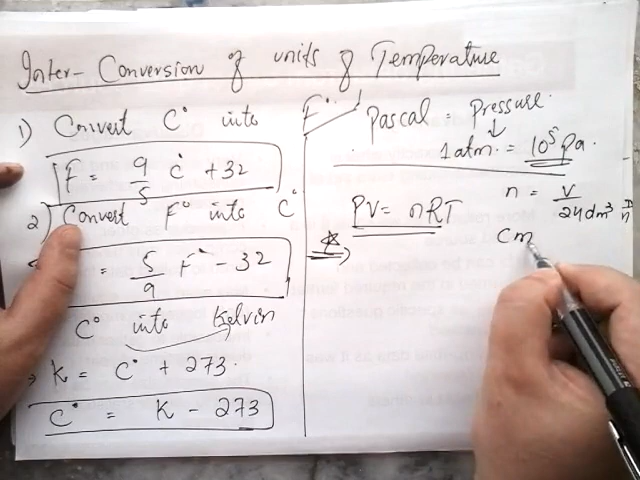 Inter-Conversion of units of Temperature
1) Convert C° into F°
F = 9/5 C° + 32
2) Convert F° into C°
= 5/9 F° - 32
C° into Kelvin
K = C° + 273
C° = K - 273
Pascal = Pressure.
1 atm. = 10⁵ pa.
PV = nRT
n = V/24dm³
cm